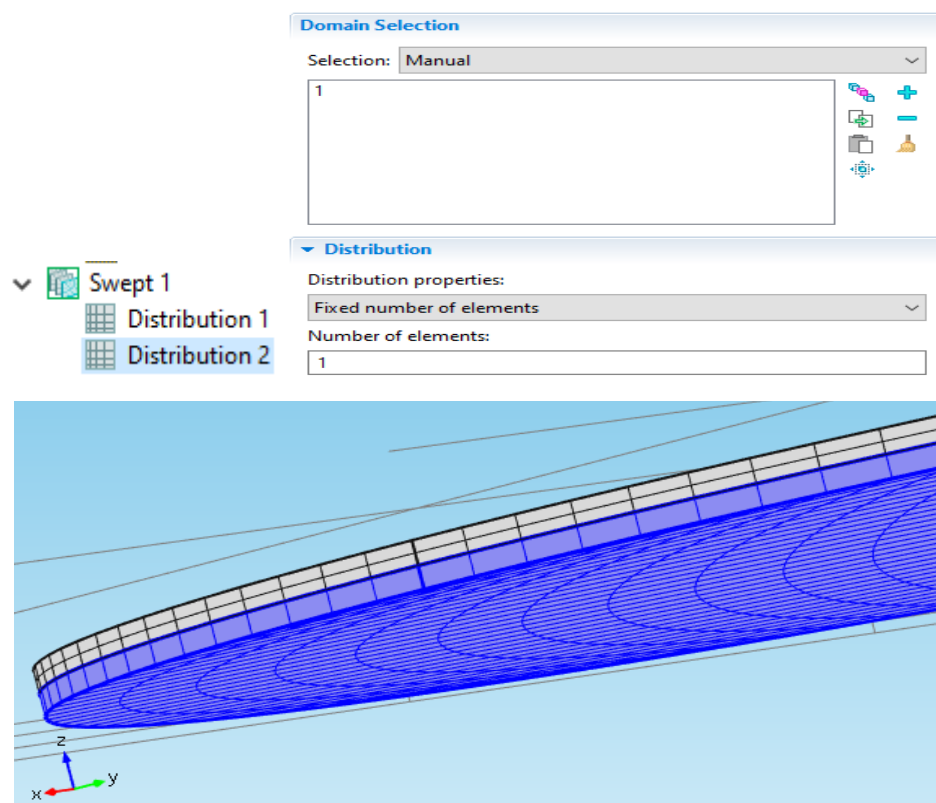 Domain Selection
Selection: Manual
1
Distribution
Distribution properties:
Fixed number of elements
Number of elements:
1
Swept 1
Distribution 1
Distribution 2
z
y
x